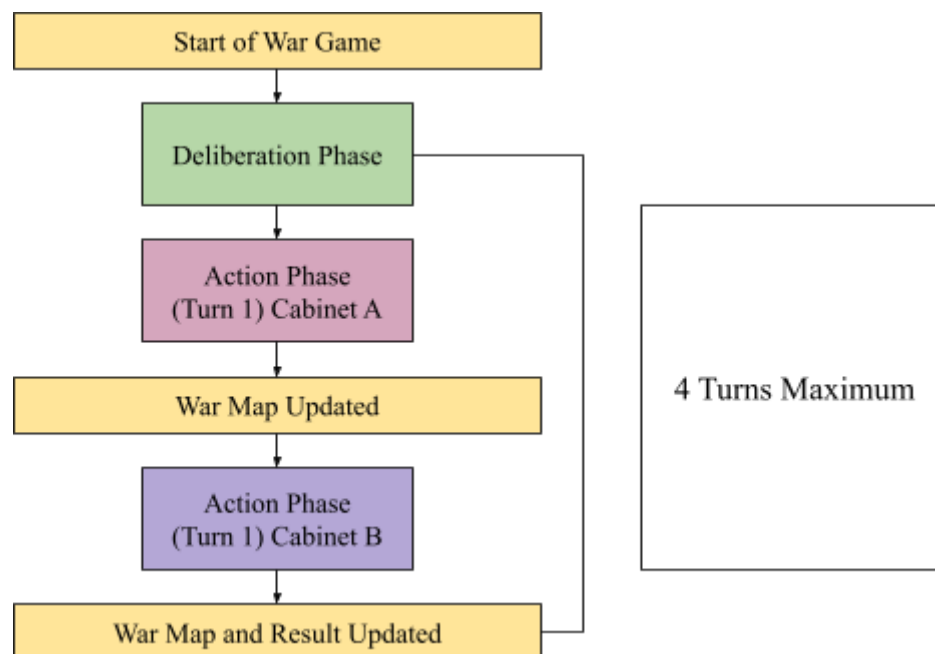 Start of War Game
Deliberation Phase
Action Phase
(Turn 1) Cabinet A
War Map Updated
Action Phase
(Turn 1) Cabinet B
War Map and Result Updated
4 Turns Maximum